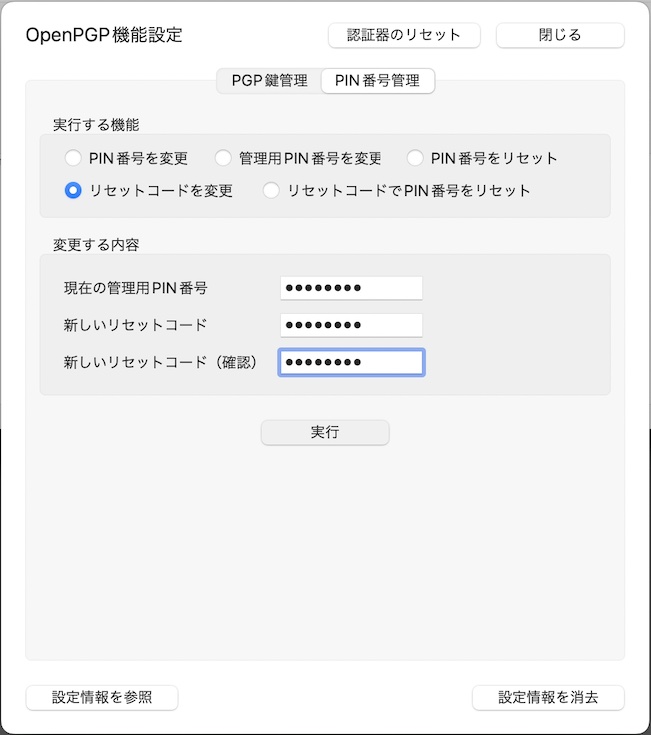 OpenPGP機能設定
認証器のリセット
閉じる
PGP鍵管理
PIN番号管理
実行する機能
PIN番号を変更
管理用PIN番号を変更
PIN番号をリセット
リセットコードを変更
リセットコードでPIN番号をリセット
変更する内容
現在の管理用PIN番号
••••••••
新しいリセットコード
••••••••
新しいリセットコード（確認）
••••••••
実行
設定情報を参照
設定情報を消去